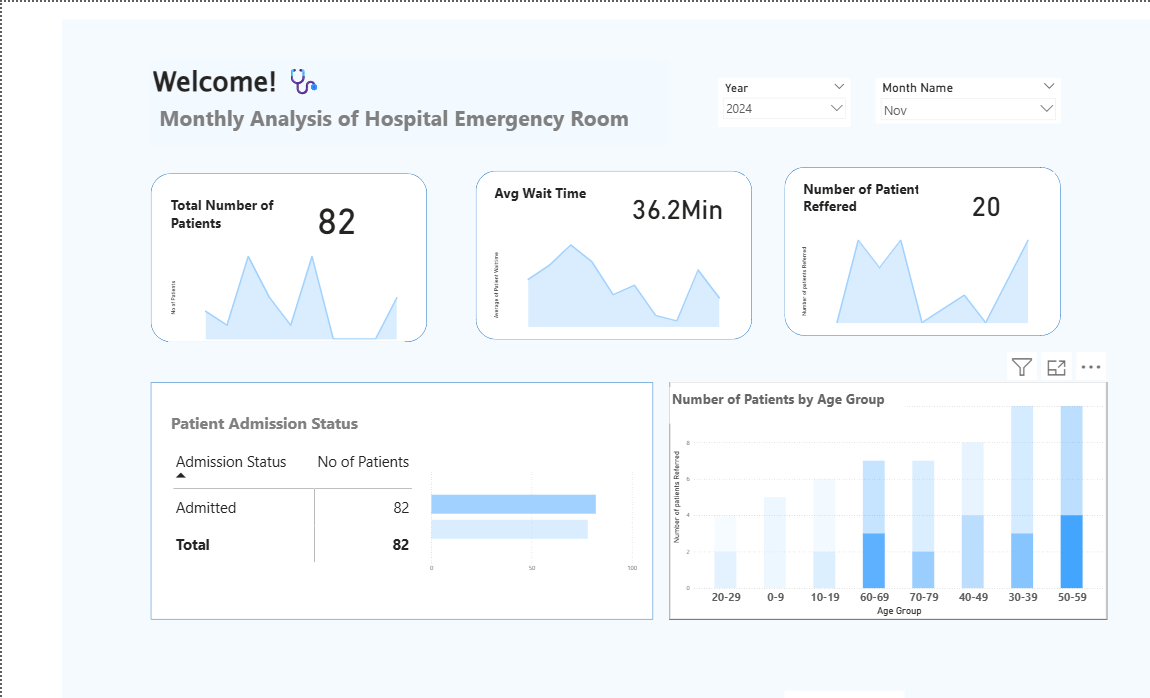 Welcome!
Monthly Analysis of Hospital Emergency Room
Year
2024
Month Name
Nov
Total Number of
Patients
82
No of Patients
Avg Wait Time
36.2Min
Average of Patient Waittime
Number of Patient
Reffered
20
Number of patients Referred
Patient Admission Status
Admission Status No of Patients
Admitted 82
Total 82
0 50 100
Number of Patients by Age Group
Number of patients Referred
8
6
4
2
0
20-29 0-9 10-19 60-69 70-79 40-49 30-39 50-59
Age Group